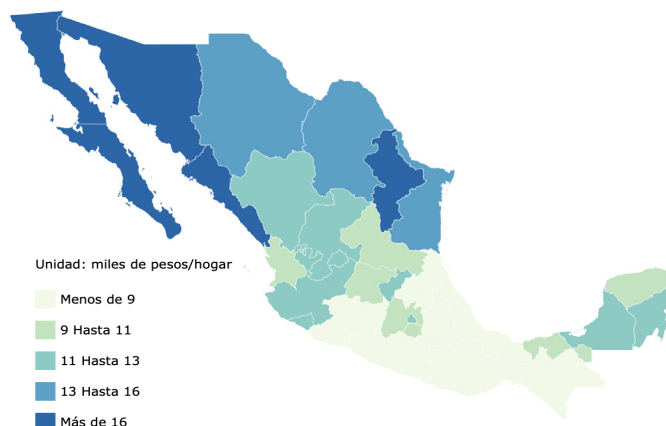 Unidad: miles de pesos/hogar
Menos de 9
9 Hasta 11
11 Hasta 13
13 Hasta 16
Más de 16